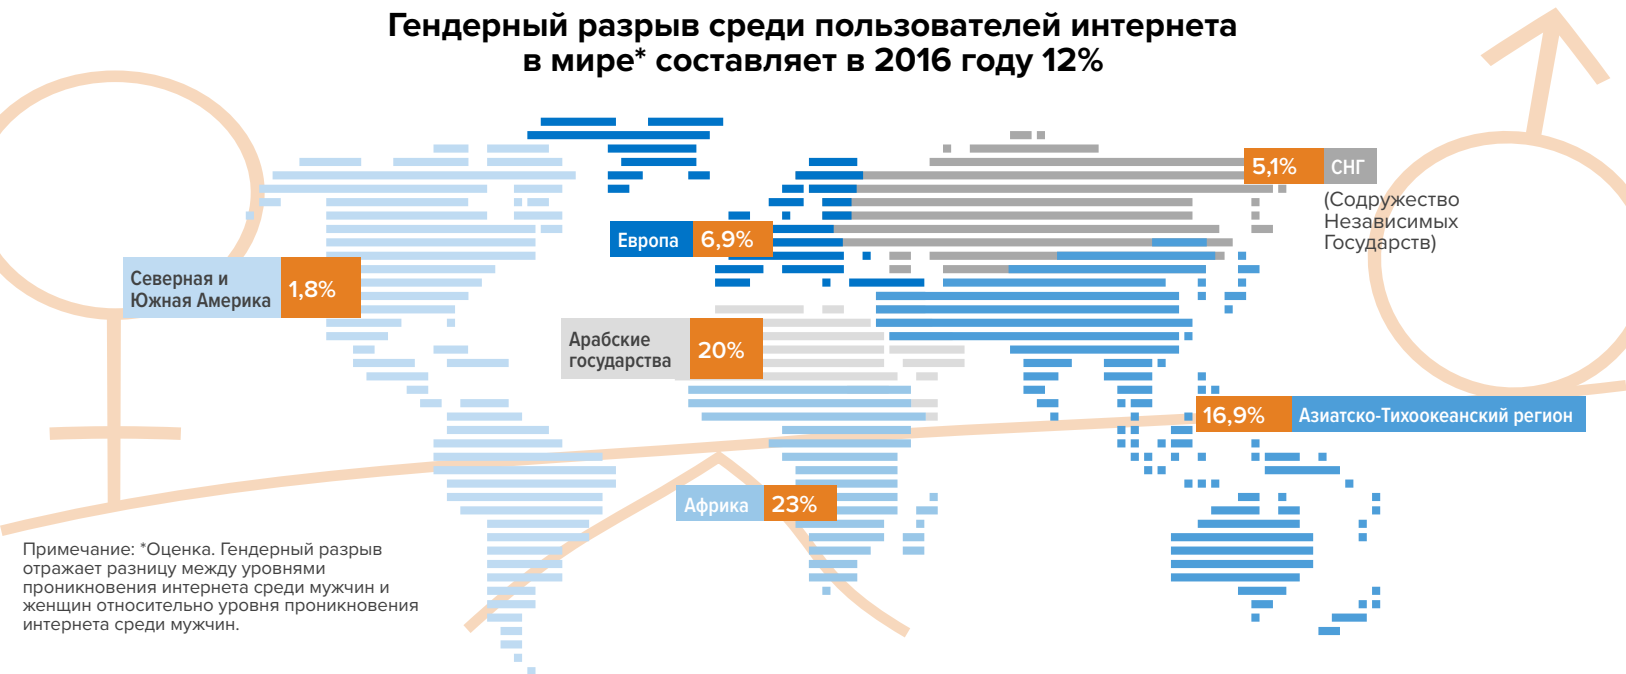 Гендерный разрыв среди пользователей интернета
в мире* составляет в 2016 году 12%
5,1% СНГ
(Содружество
Независимых
Государств)
Европа 6,9%
Северная и
Южная Америка
1,8%
Арабские
государства
20%
16,9% Азиатско-Тихоокеанский регион
Африка 23%
Примечание: *Оценка. Гендерный разрыв
отражает разницу между уровнями
проникновения интернета среди мужчин и
женщин относительно уровня проникновения
интернета среди мужчин.